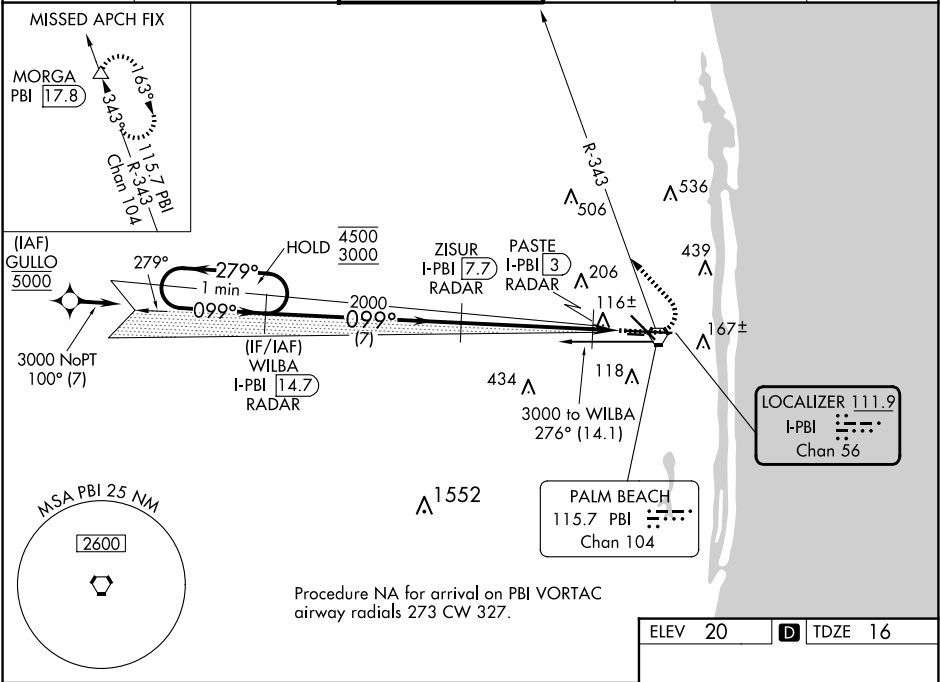 MISSED APCH FIX
MORGA
PBI 17.8
163°
343°
115.7 PBI
R-343
Chan 104
R-343
506
536
439
206
116±
167±
118
434
1552
(IAF)
GULLO
5000
279°
279°
1 min
099°
HOLD
4500
3000
ZISUR
I-PBI 7.7
RADAR
PASTE
I-PBI 3
RADAR
2000
099°
(7)
3000 NoPT
100° (7)
(IF/IAF)
WILBA
I-PBI 14.7
RADAR
3000 to WILBA
276° (14.1)
LOCALIZER 111.9
I-PBI
Chan 56
PALM BEACH
115.7 PBI
Chan 104
MSA PBI 25 NM
2600
Procedure NA for arrival on PBI VORTAC
airway radials 273 CW 327.
ELEV 20 D TDZE 16